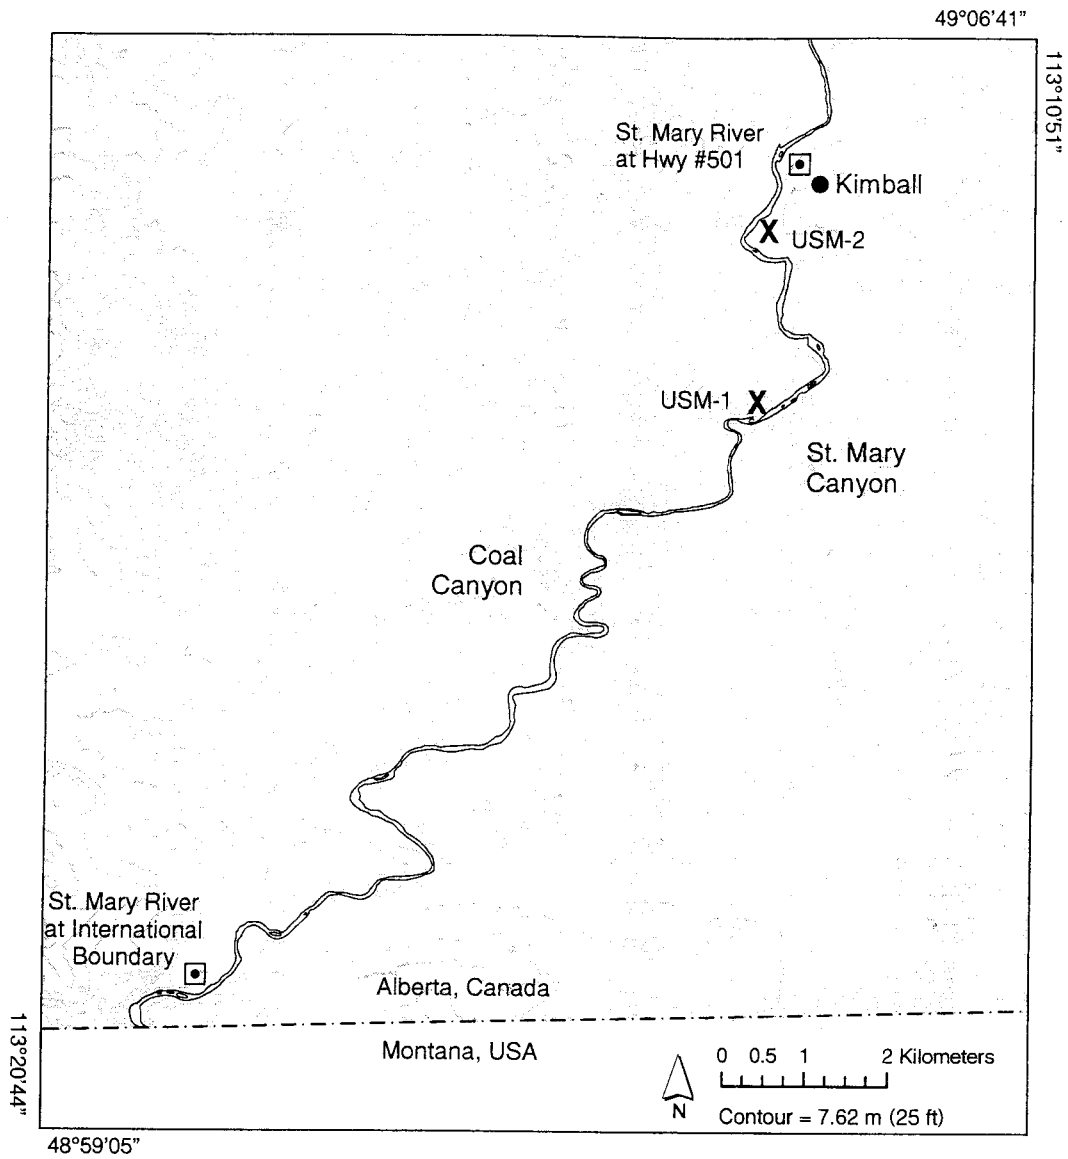 49°06'41"
113°10'51"
St. Mary River
at Hwy #501
Kimball
X
USM-2
USM-1
X
St. Mary
Canyon
Coal
Canyon
St. Mary River
at International
Boundary
Alberta, Canada
113°20'44"
Montana, USA
0 0.5 1 2 Kilometers
N
Contour = 7.62 m (25 ft)
48°59'05"